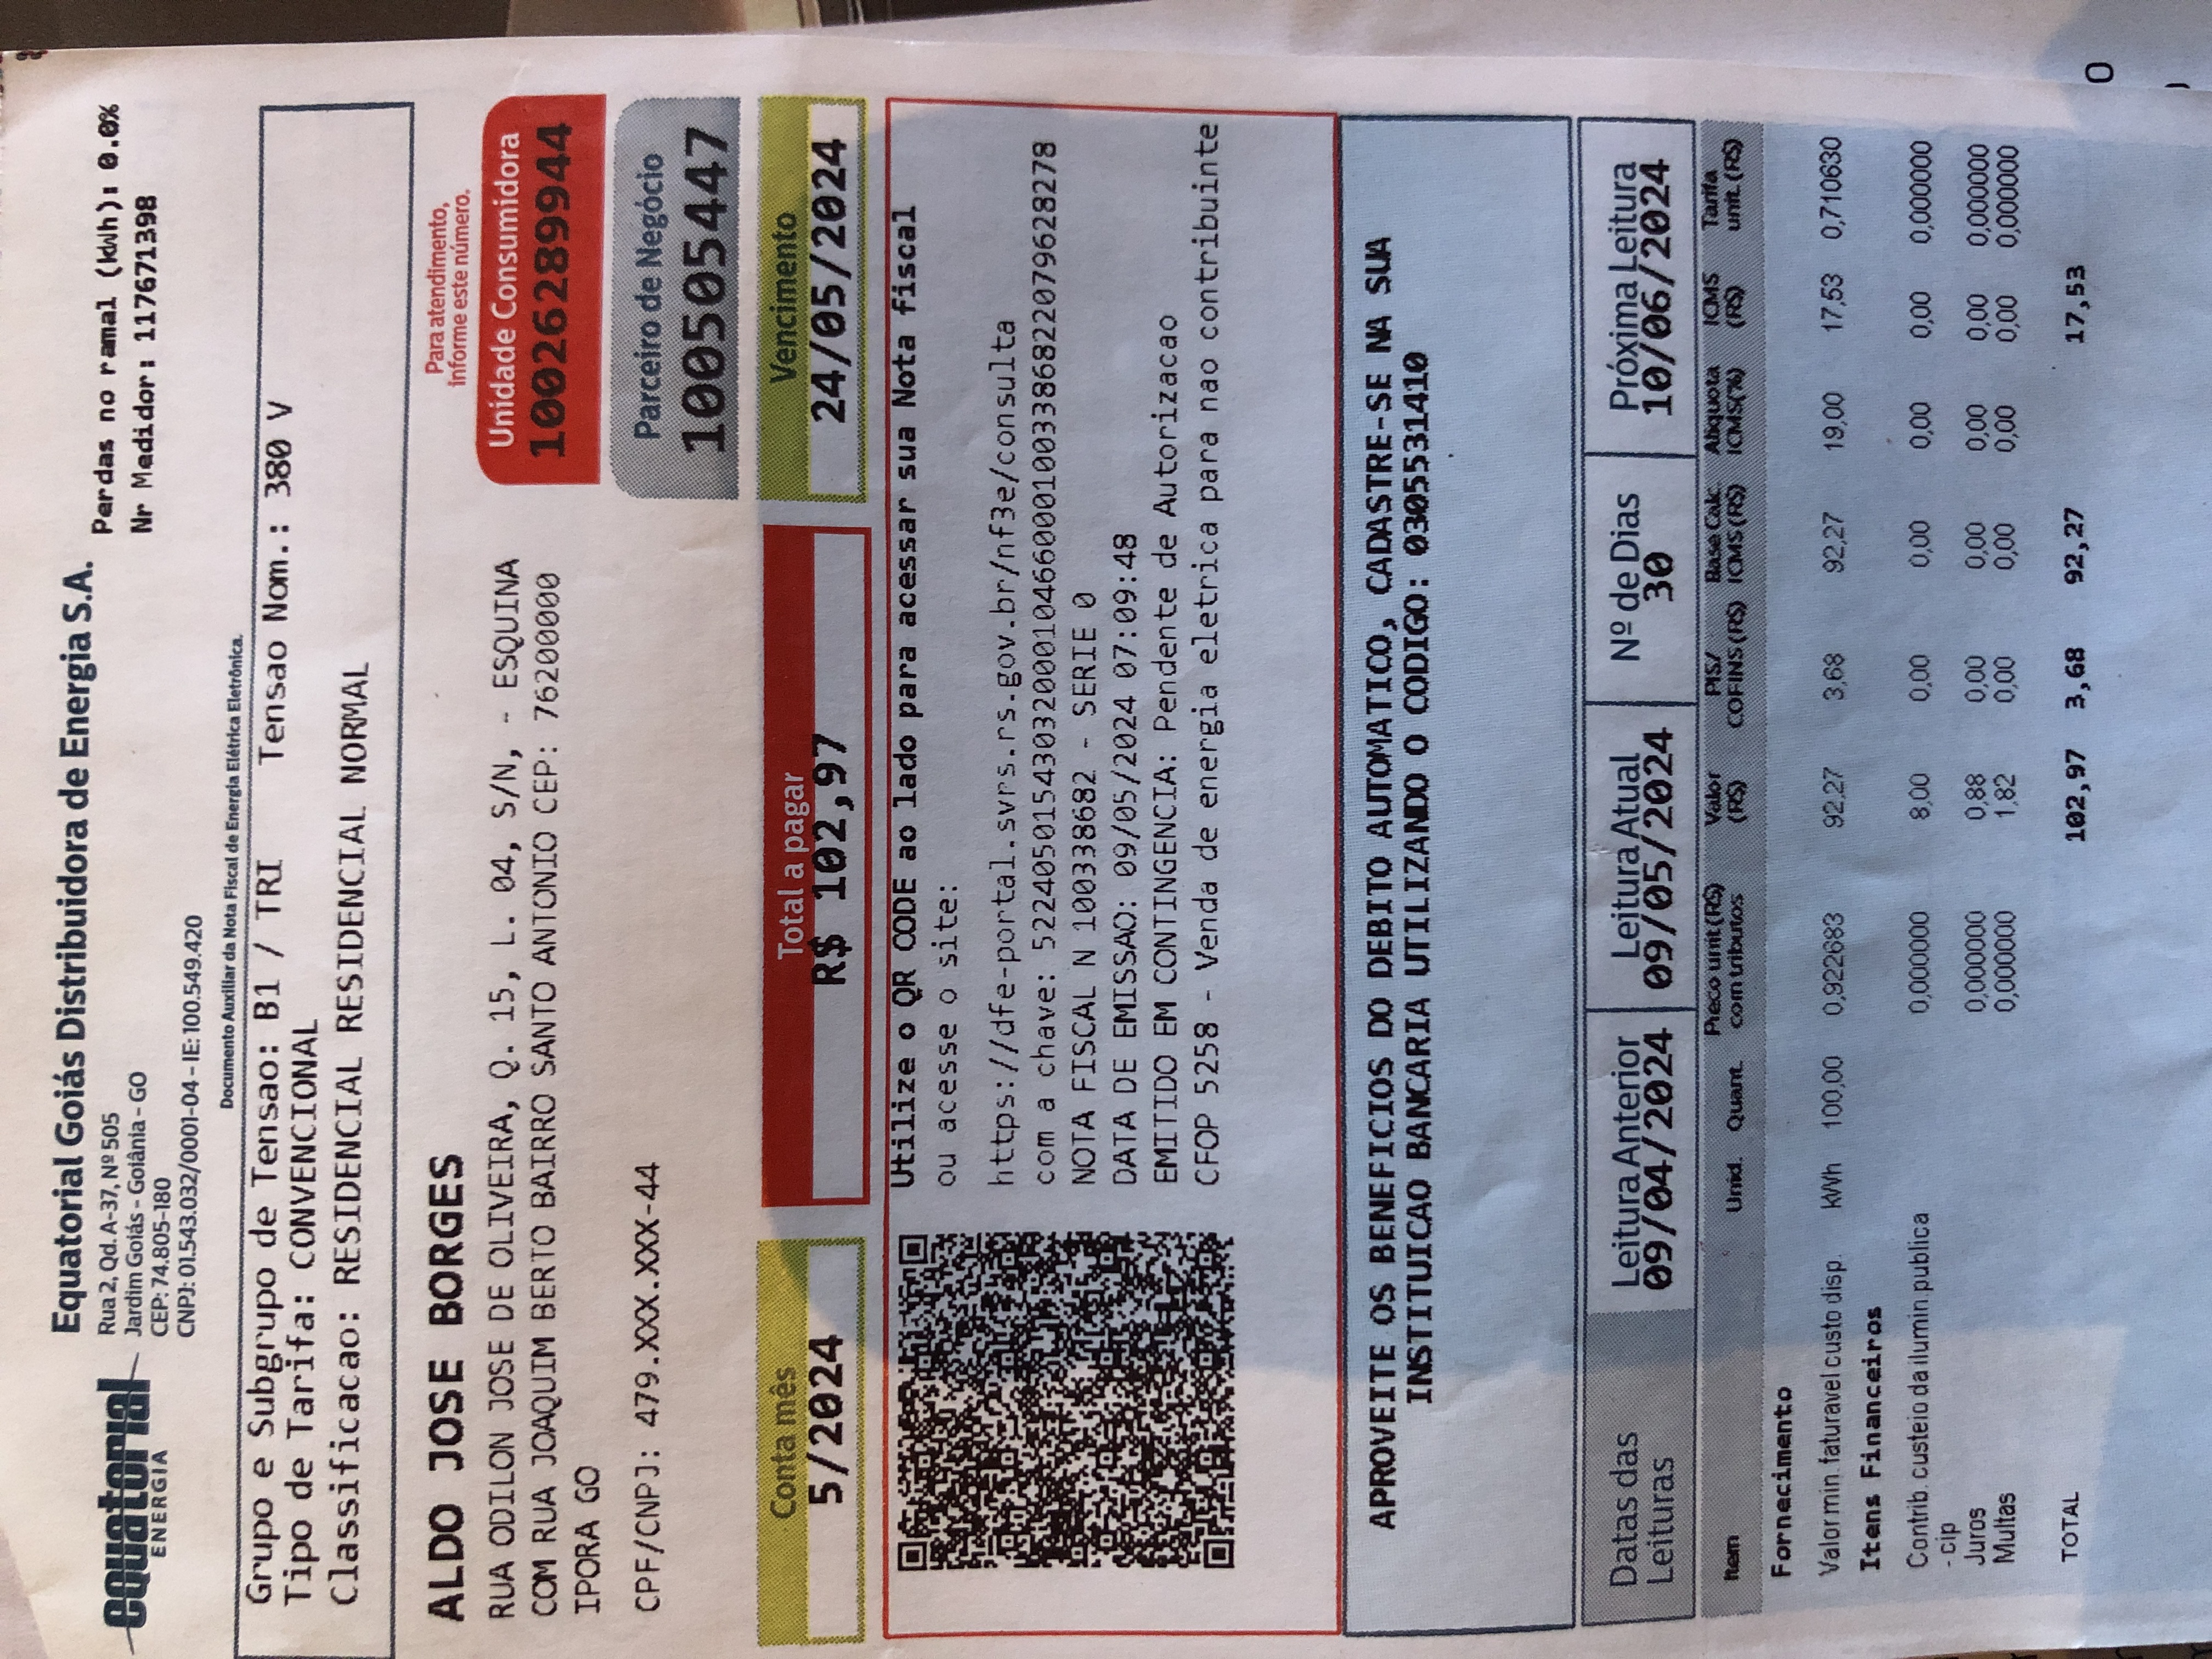 equatorial
ENERGIA
Equatorial Goiás Distribuidora de Energia S.A.
Rua 2, Qd. A-37, Nº 505
Jardim Goiás - Goiânia - GO
CEP: 74.805-180
CNPJ: 01.543.032/0001-04 - IE: 100.549.420
Perdas no ramal (kWh): 0.0%
Nr Medidor: 117671398
Documento Auxiliar da Nota Fiscal de Energia Elétrica Eletrônica.
Grupo e Subgrupo de Tensao: B1 / TRI Tensao Nom.: 380 V
Tipo de Tarifa: CONVENCIONAL
Classificacao: RESIDENCIAL RESIDENCIAL NORMAL
ALDO JOSE BORGES
RUA ODILON JOSE DE OLIVEIRA, Q. 15, L. 04, S/N, - ESQUINA
COM RUA JOAQUIM BERTO BAIRRO SANTO ANTONIO CEP: 76200000
IPORA GO
CPF/CNPJ: 479.XXX.XXX-44
Para atendimento,
informe este número.
Unidade Consumidora
10026289944
Parceiro de Negócio
100505447
Conta mês
5/2024
Total a pagar
R$ 102,97
Vencimento
24/05/2024
Utilize o QR CODE ao lado para acessar sua Nota fiscal
ou acesse o site:
https://dfe-portal.svrs.rs.gov.br/nf3e/consulta
com a chave: 52240501543032000104660001003386822079628278
NOTA FISCAL N 100338682 - SERIE 0
DATA DE EMISSAO: 09/05/2024 07:09:48
EMITIDO EM CONTINGENCIA: Pendente de Autorizacao
CFOP 5258 - Venda de energia eletrica para nao contribuinte
APROVEITE OS BENEFICIOS DO DEBITO AUTOMATICO, CADASTRE-SE NA SUA
INSTITUICAO BANCARIA UTILIZANDO O CODIGO: 0305531410
Datas das
Leituras
Leitura Anterior
09/04/2024
Leitura Atual
09/05/2024
Nº de Dias
30
Próxima Leitura
10/06/2024
Item Unid. Quant. Preco unit (R$) com tributos Valor (R$) PIS/ COFINS (R$) Base Calc. ICMS (R$) Aliquota ICMS(%) ICMS (R$) Tarifa unit. (R$)
Fornecimento
Valor min. faturavel custo disp. kWh 100,00 0,922683 92,27 3,68 92,27 19,00 17,53 0,710630
Itens Financeiros
Contrib. custeio da ilumin.publica 0,000000 8,00 0,00 0,00 0,00 0,00 0,000000
- cip
Juros 0,000000 0,88 0,00 0,00 0,00 0,00 0,000000
Multas 0,000000 1,82 0,00 0,00 0,00 0,00 0,000000
TOTAL 102,97 3,68 92,27 17,53